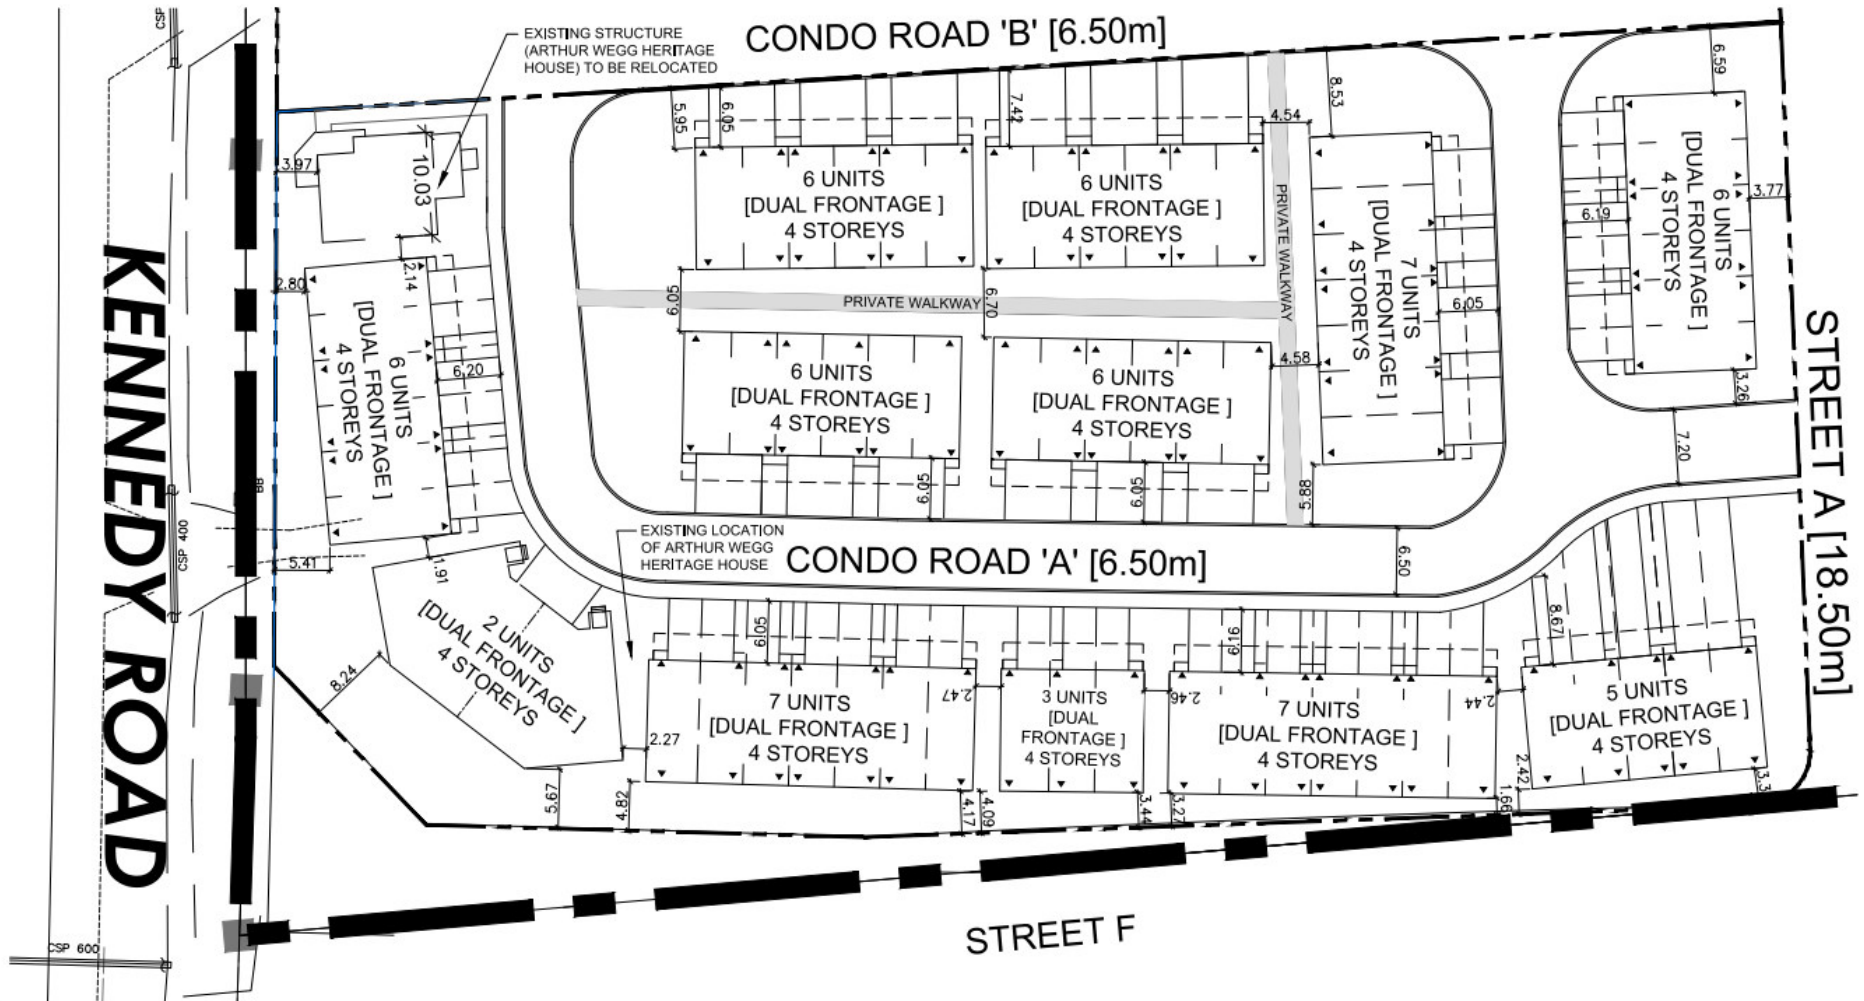 CSP
EXISTING STRUCTURE
(ARTHUR WEGG HERITAGE
HOUSE) TO BE RELOCATED
CONDO ROAD 'B' [6.50m]
6.59
8.53
7.42
6.05
5.95
4.54
3.97
10.03
6 UNITS
[DUAL FRONTAGE ]
4 STOREYS
6 UNITS
[DUAL FRONTAGE ]
4 STOREYS
PRIVATE WALKWAY
7 UNITS
[DUAL FRONTAGE ]
4 STOREYS
6.05
6 UNITS
[DUAL FRONTAGE ]
4 STOREYS
6.19
3.77
2.80
2.14
6.05
PRIVATE WALKWAY
6.70
KENNEDY ROAD
6 UNITS
[DUAL FRONTAGE ]
4 STOREYS
6.20
6 UNITS
[DUAL FRONTAGE ]
4 STOREYS
6 UNITS
[DUAL FRONTAGE ]
4 STOREYS
4.58
3.26
7.20
STREET A [18.50m]
6.05
6.05
5.88
CSP 400
5.41
1.91
EXISTING LOCATION
OF ARTHUR WEGG
HERITAGE HOUSE
CONDO ROAD 'A' [6.50m]
6.50
2 UNITS
[DUAL FRONTAGE ]
4 STOREYS
8.24
6.05
6.16
8.67
7 UNITS
[DUAL FRONTAGE ]
4 STOREYS
2.47
3 UNITS
[DUAL
FRONTAGE ]
4 STOREYS
2.46
7 UNITS
[DUAL FRONTAGE ]
4 STOREYS
2.44
5 UNITS
[DUAL FRONTAGE ]
4 STOREYS
2.27
5.97
4.82
4.17
4.09
3.44
3.27
1.66
2.42
3.3
STREET F
CSP 600